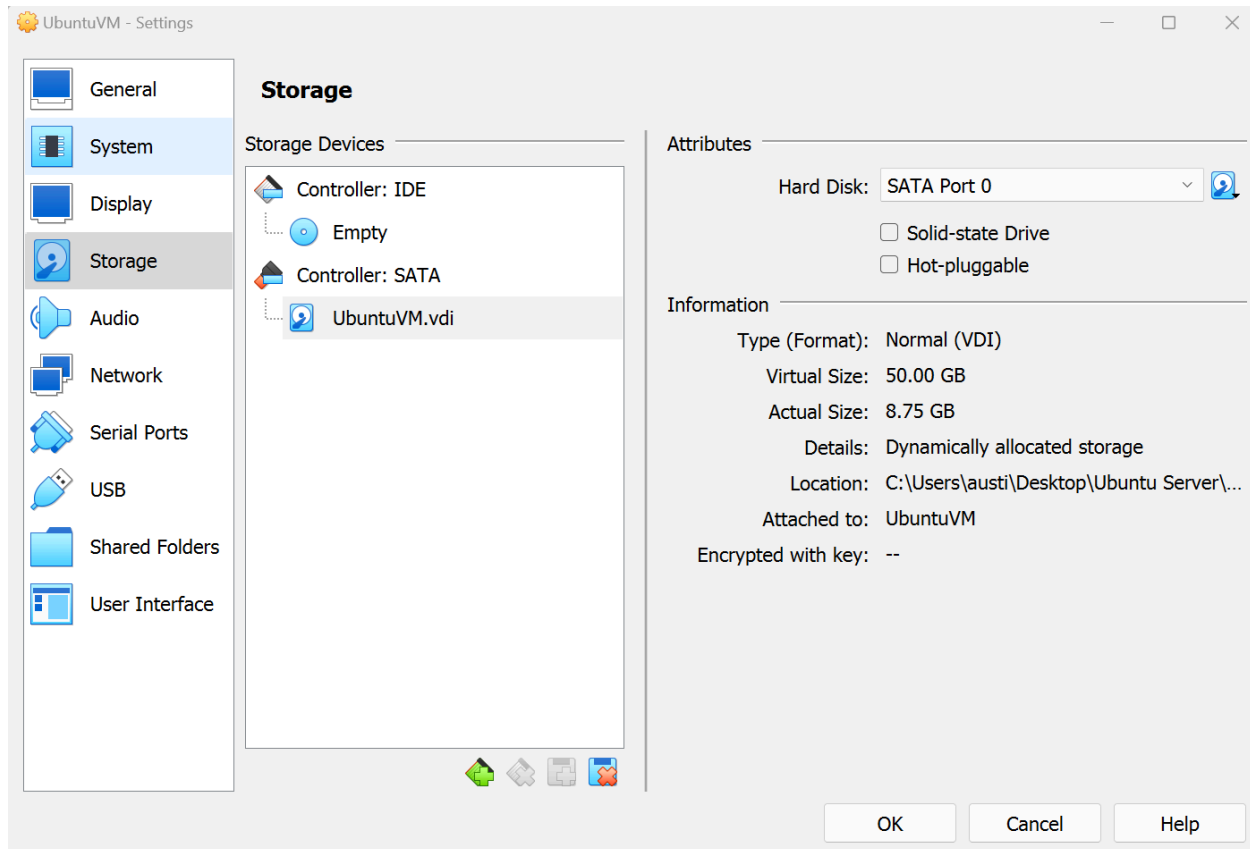 UbuntuVM - Settings
General
System
Display
Storage
Audio
Network
Serial Ports
USB
Shared Folders
User Interface
Storage
Storage Devices
Controller: IDE
Empty
Controller: SATA
UbuntuVM.vdi
Attributes
Hard Disk: SATA Port 0
Solid-state Drive
Hot-pluggable
Information
Type (Format): Normal (VDI)
Virtual Size: 50.00 GB
Actual Size: 8.75 GB
Details: Dynamically allocated storage
Location: C:\Users\austi\Desktop\Ubuntu Server\...
Attached to: UbuntuVM
Encrypted with key: --
OK
Cancel
Help